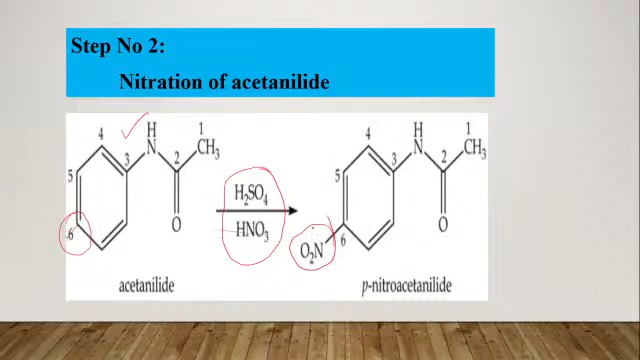 Step No 2:
Nitration of acetanilide
H 1
4 N CH3
3 2
5
6 O
acetanilide
H2SO4
HNO3
H 1
4 N CH3
3 2
5
6 O
O2N
p-nitroacetanilide